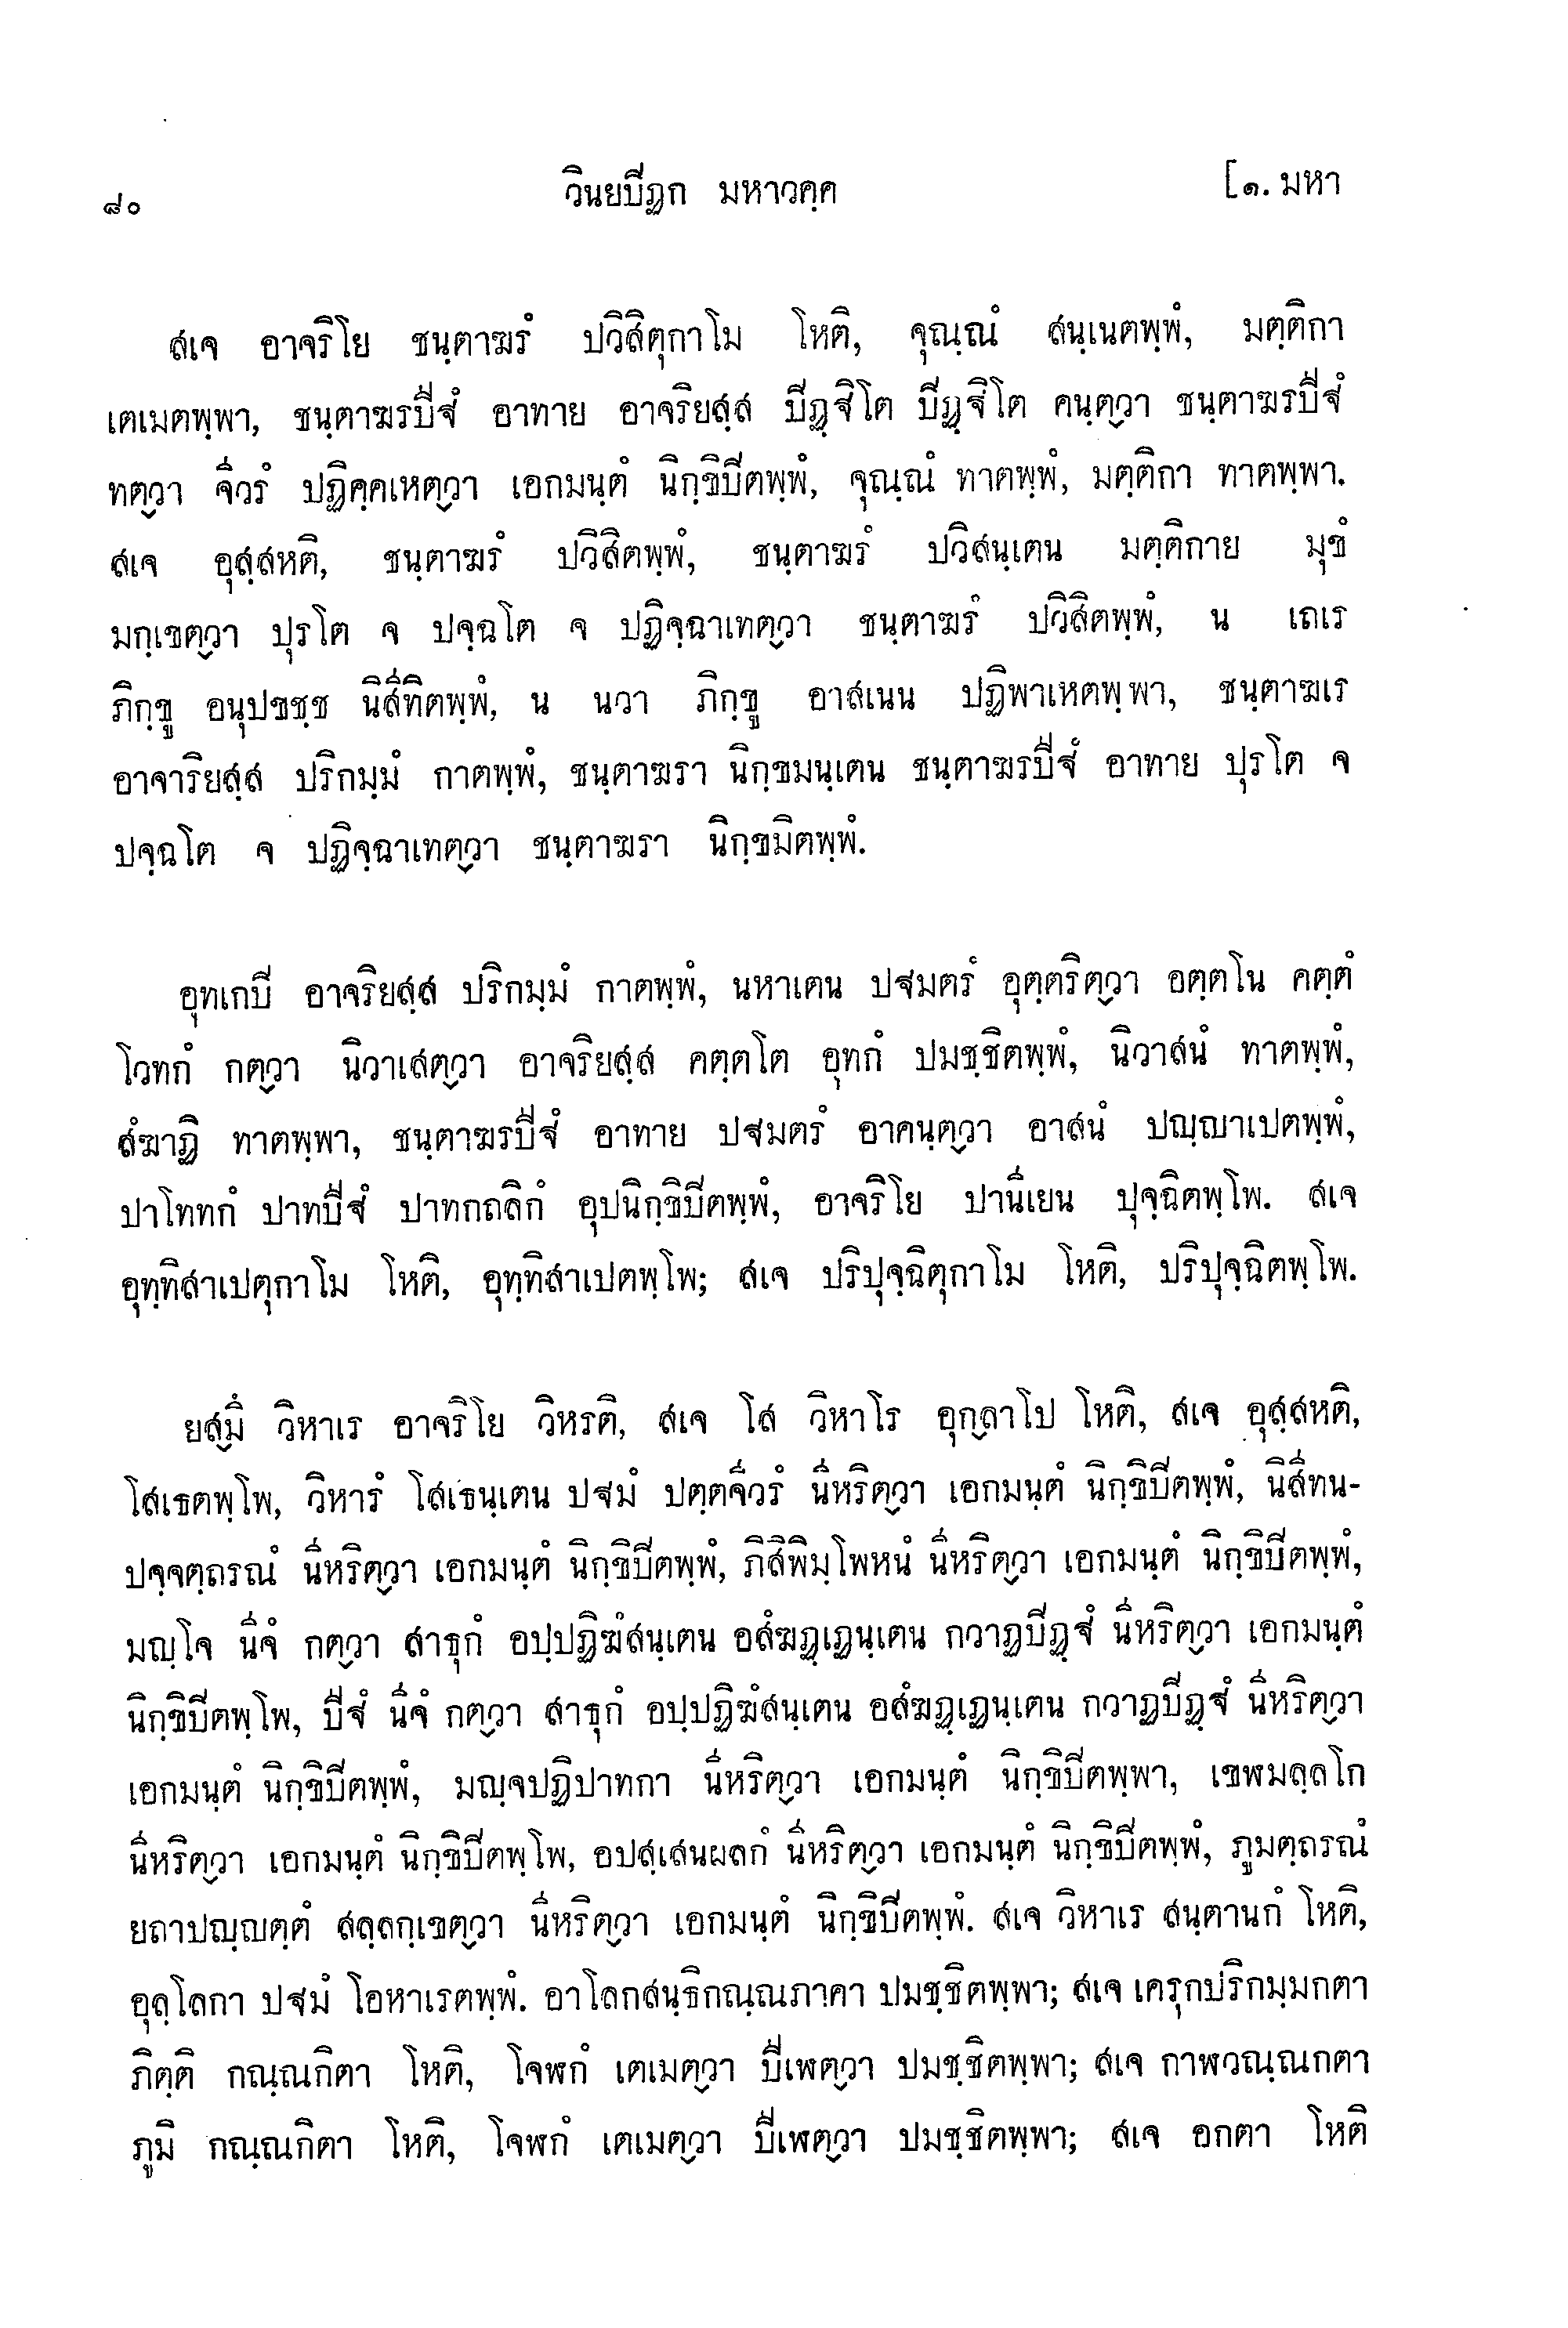 ๘๐ วินยปิฏก มหาวคฺค [๑. มหา
สเจ อาจริโย ชนฺตาฆรํ ปวิสิตุกาโม โหติ, จุณฺณํ สนฺเนตพฺพํ, มตฺติกา
เตเมตพฺพา, ชนฺตาฆรปีฐํ อาทาย อาจริยสฺส ปิฏฺฐิโต ปิฏฺฐิโต คนฺตฺวา ชนฺตาฆรปีฐํ
ทตฺวา จีวรํ ปฏิคฺคเหตฺวา เอกมนฺตํ นิกฺขิปิตพฺพํ, จุณฺณํ ทาตพฺพํ, มตฺติกา ทาตพฺพา.
สเจ อุสฺสหติ, ชนฺตาฆรํ ปวิสิตพฺพํ, ชนฺตาฆรํ ปวิสนฺเตน มตฺติกาย มุขํ
มกฺเขตฺวา ปุรโต จ ปจฺฉโต จ ปฏิจฺฉาเทตฺวา ชนฺตาฆรํ ปวิสิตพฺพํ, น เถเร
ภิกฺขู อนุปขชฺช นิสีทิตพฺพํ, น นวา ภิกฺขู อาสเนน ปฏิพาเหตพฺพา, ชนฺตาฆเร
อาจาริยสฺส ปริกมฺมํ กาตพฺพํ, ชนฺตาฆรา นิกฺขมนฺเตน ชนฺตาฆรปีฐํ อาทาย ปุรโต จ
ปจฺฉโต จ ปฏิจฺฉาเทตฺวา ชนฺตาฆรา นิกฺขมิตพฺพํ.
อุทเกปิ อาจริยสฺส ปริกมฺมํ กาตพฺพํ, นหาเตน ปฐมตรํ อุตฺตริตฺวา อตฺตโน คตฺตํ
โวทกํ กตฺวา นิวาเสตฺวา อาจริยสฺส คตฺตโต อุทกํ ปมชฺชิตพฺพํ, นิวาสนํ ทาตพฺพํ,
สํฆาฏิ ทาตพฺพา, ชนฺตาฆรปีฐํ อาทาย ปฐมตรํ อาคนฺตฺวา อาสนํ ปญฺญาเปตพฺพํ,
ปาโททกํ ปาทปีฐํ ปาทกถลิกํ อุปนิกฺขิปิตพฺพํ, อาจริโย ปานีเยน ปุจฺฉิตพฺโพ. สเจ
อุทฺทิสาเปตุกาโม โหติ, อุทฺทิสาเปตพฺโพ; สเจ ปริปุจฺฉิตุกาโม โหติ, ปริปุจฺฉิตพฺโพ.
ยสฺมึ วิหาเร อาจริโย วิหรติ, สเจ โส วิหาโร อุกฺลาโป โหติ, สเจ อุสฺสหติ,
โสเธตพฺโพ, วิหารํ โสเธนฺเตน ปฐมํ ปตฺตจีวรํ นีหริตฺวา เอกมนฺตํ นิกฺขิปิตพฺพํ, นิสีทน-
ปจฺจตฺถรณํ นีหริตฺวา เอกมนฺตํ นิกฺขิปิตพฺพํ, ภิสิพิมฺโพหนํ นีหริตฺวา เอกมนฺตํ นิกฺขิปิตพฺพํ,
มญฺโจ นีจํ กตฺวา สาธุกํ อปฺปฏิฆํสนฺเตน อสํฆฏฺเฏนฺเตน กวาฏปิฏฺฐํ นีหริตฺวา เอกมนฺตํ
นิกฺขิปิตพฺโพ, ปีฐํ นีจํ กตฺวา สาธุกํ อปฺปฏิฆํสนฺเตน อสํฆฏฺเฏนฺเตน กวาฏปิฏฺฐํ นีหริตฺวา
เอกมนฺตํ นิกฺขิปิตพฺพํ, มญฺจปฏิปาทกา นีหริตฺวา เอกมนฺตํ นิกฺขิปิตพฺพา, เขฬมลฺลโก
นีหริตฺวา เอกมนฺตํ นิกฺขิปิตพฺโพ, อปสฺเสนผลกํ นีหริตฺวา เอกมนฺตํ นิกฺขิปิตพฺพํ, ภูมตฺถรณํ
ยถาปญฺญตฺตํ สลฺลกฺเขตฺวา นีหริตฺวา เอกมนฺตํ นิกฺขิปิตพฺพํ. สเจ วิหาเร สนฺตานกํ โหติ,
อุลฺโลกา ปฐมํ โอหาเรตพฺพํ. อาโลกสนฺธิกณฺณภาคา ปมชฺชิตพฺพา; สเจ เครุกปริกมฺมกตา
ภิตฺติ กณฺณกิตา โหติ, โจฬกํ เตเมตฺวา ปีเฬตฺวา ปมชฺชิตพฺพา; สเจ กาฬวณฺณกตา
ภูมิ กณฺณกิตา โหติ, โจฬกํ เตเมตฺวา ปีเฬตฺวา ปมชฺชิตพฺพา; สเจ อกตา โหติ